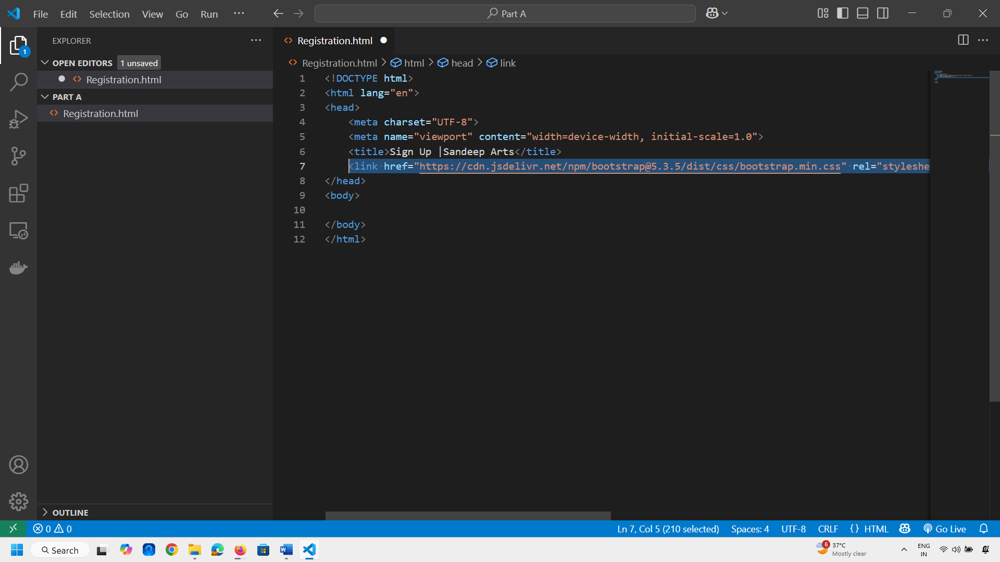 File Edit Selection View Go Run ··· Part A
EXPLORER ···
OPEN EDITORS 1 unsaved
Registration.html
PART A
Registration.html
OUTLINE
1
Registration.html
Registration.html > html > head > link
1 <!DOCTYPE html>
2 <html lang="en">
3 <head>
4 <meta charset="UTF-8">
5 <meta name="viewport" content="width=device-width, initial-scale=1.0">
6 <title>Sign Up |Sandeep Arts</title>
7 <link href="https://cdn.jsdelivr.net/npm/bootstrap@5.3.5/dist/css/bootstrap.min.css" rel="styleshe
8 </head>
9 <body>
10
11 </body>
12 </html>
0 0 Ln 7, Col 5 (210 selected) Spaces: 4 UTF-8 CRLF {} HTML Go Live
Search 6 37°C ENG
Mostly clear IN